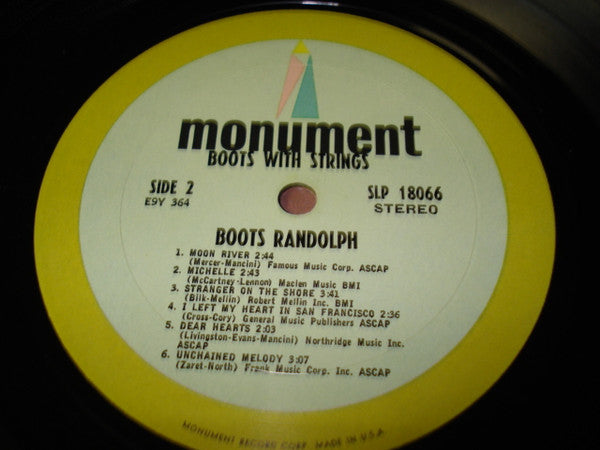 monument
BOOTS WITH STRINGS
SIDE 2
E9Y 364
SLP 18066
STEREO
BOOTS RANDOLPH
1. MOON RIVER 2:44
(Mercer-Mancini) Famous Music Corp. ASCAP
2. MICHELLE 2:43
(McCartney-Lennon) Maclen Music BMI
3. STRANGER ON THE SHORE 3:41
(Bilk-Mellin) Robert Mellin Inc. BMI
4. I LEFT MY HEART IN SAN FRANCISCO 2:36
(Cross-Cory) General Music Publishers ASCAP
5. DEAR HEARTS 2:03
(Livingston-Evans-Mancini) Northridge Music Inc.
ASCAP
6. UNCHAINED MELODY 3:07
(Zaret-North) Frank Music Corp. Inc. ASCAP
MONUMENT RECORD CORP. MADE IN U.S.A.